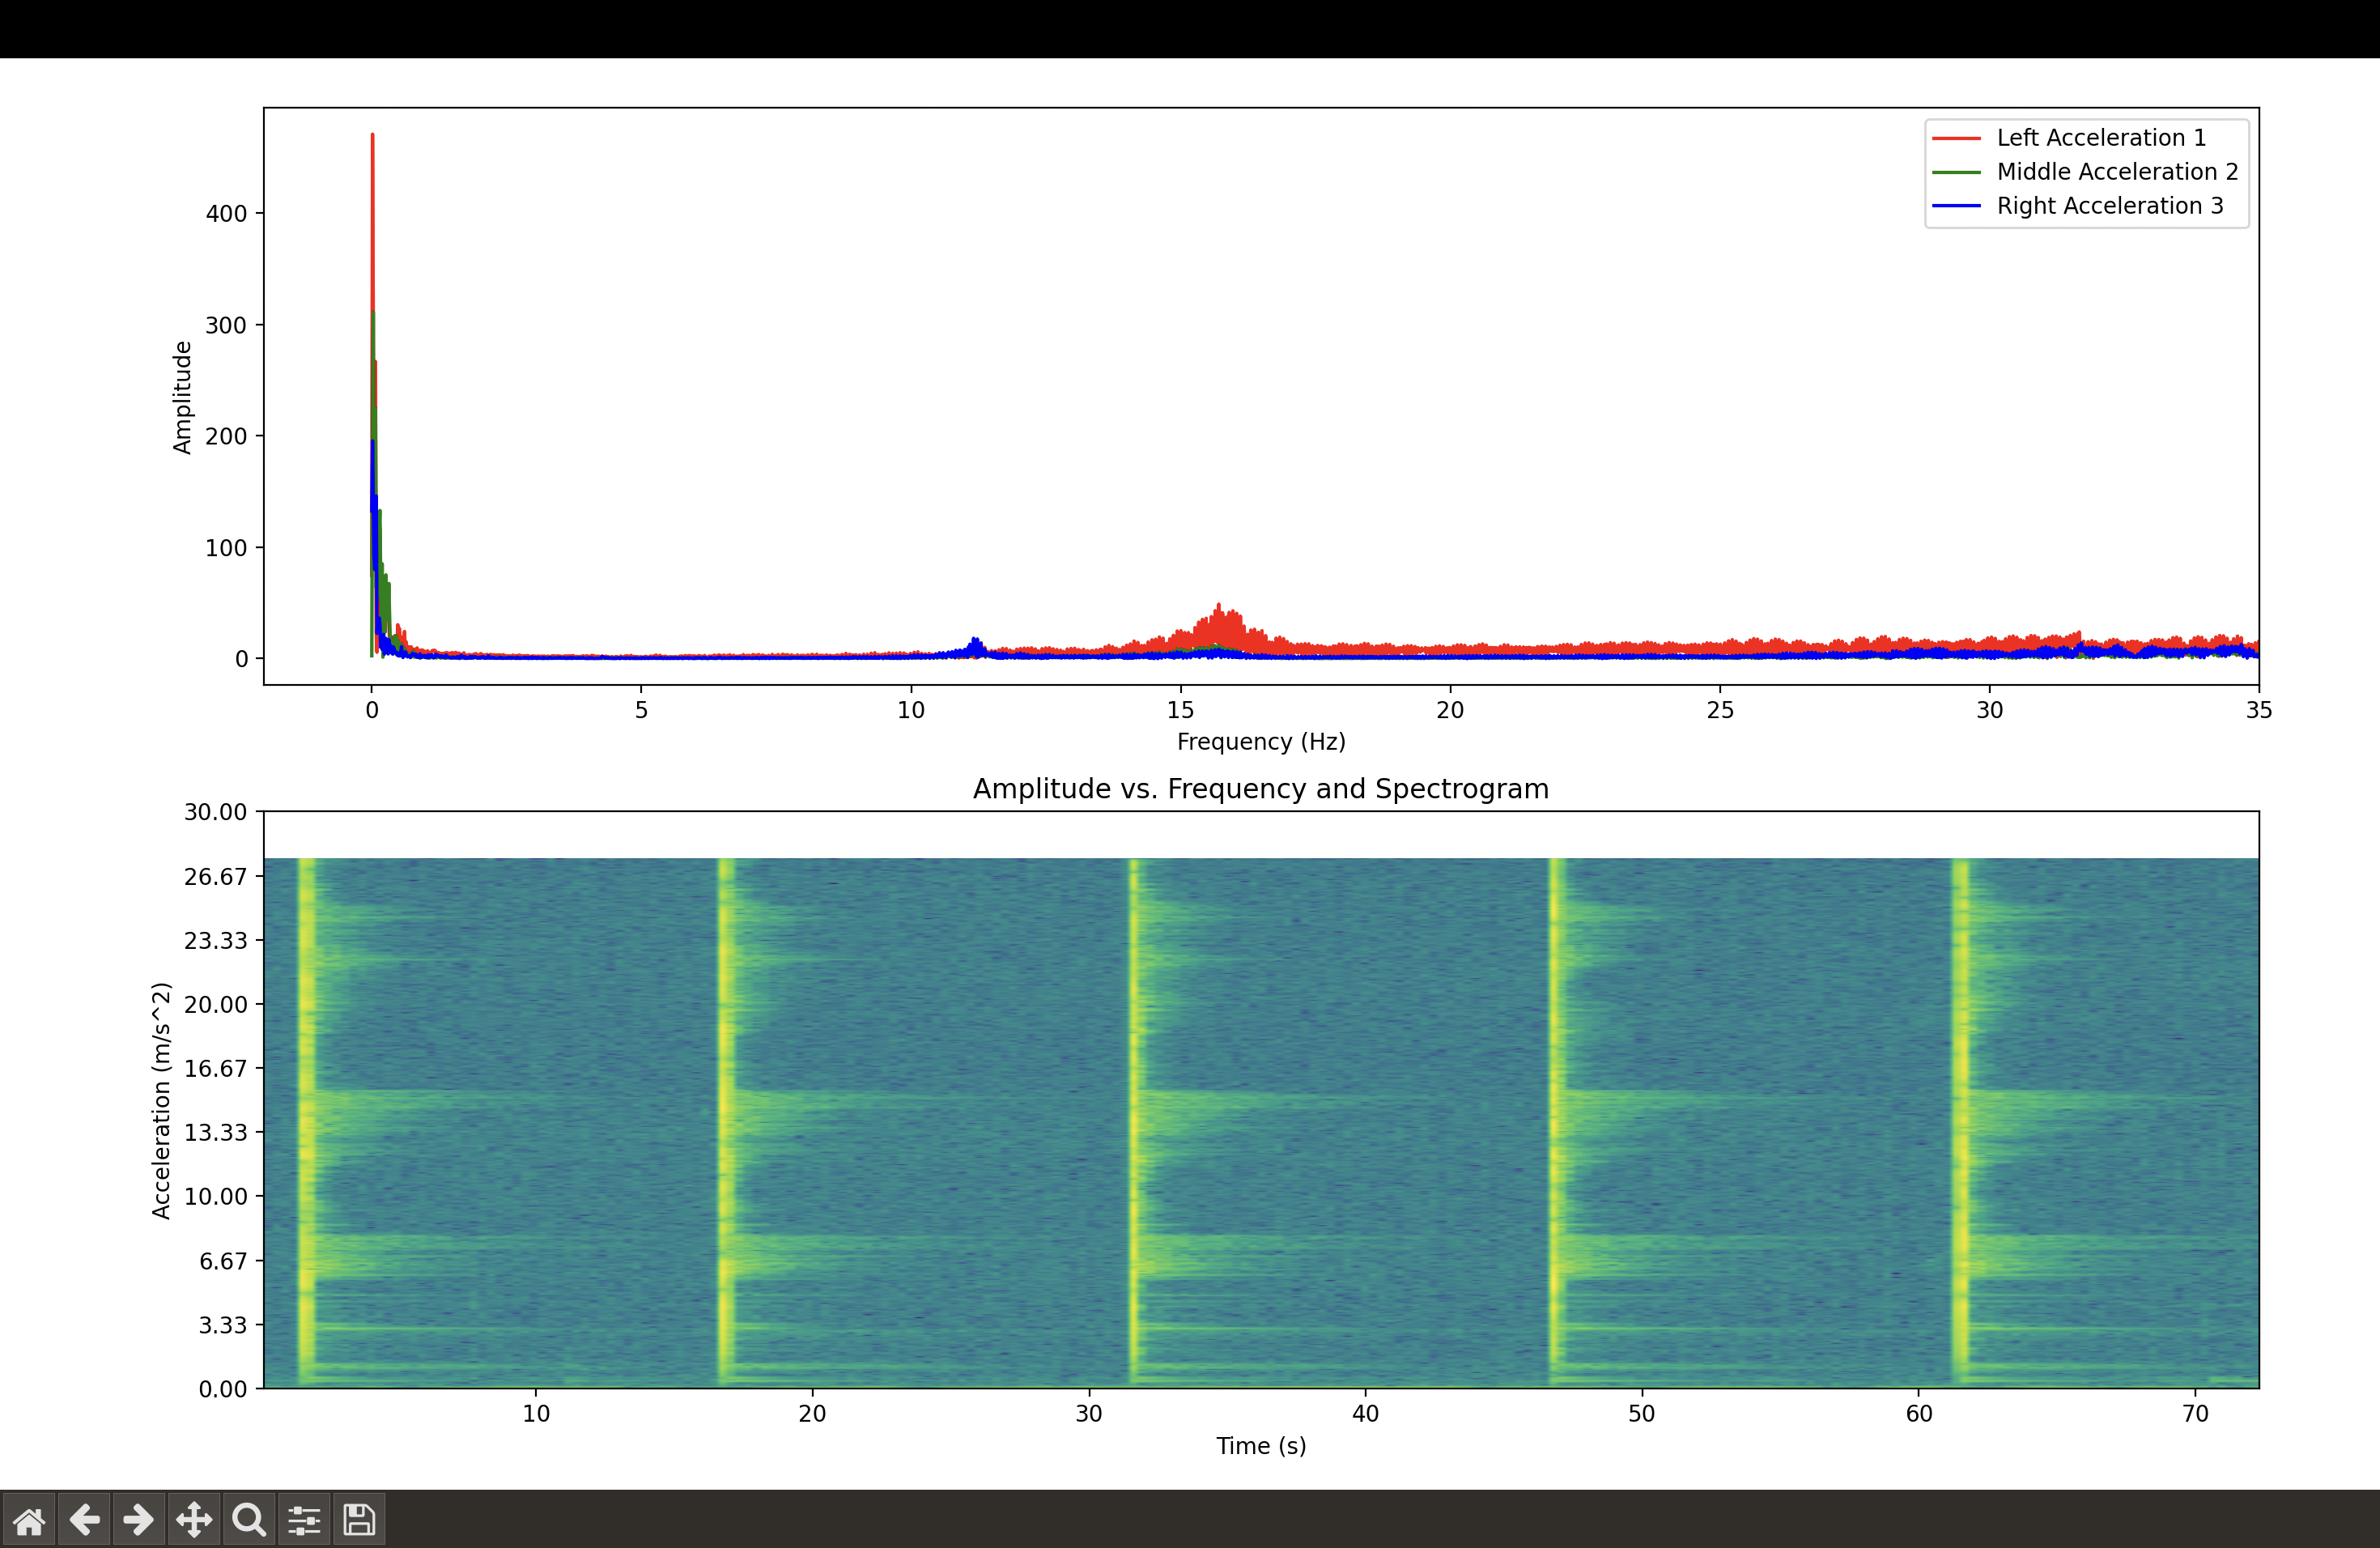 Left Acceleration 1
Middle Acceleration 2
Right Acceleration 3
400
300
200
100
0
Amplitude
0 5 10 15 20 25 30 35
Frequency (Hz)
Amplitude vs. Frequency and Spectrogram
30.00
26.67
23.33
20.00
16.67
13.33
10.00
6.67
3.33
0.00
Acceleration (m/s^2)
10 20 30 40 50 60 70
Time (s)